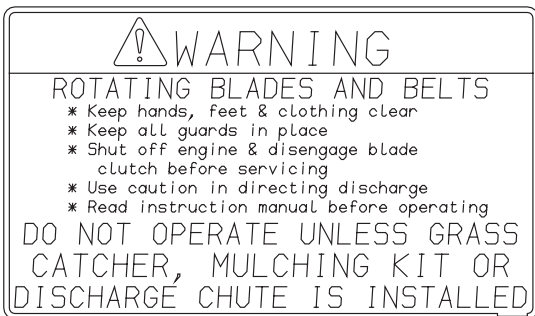 WARNING
ROTATING BLADES AND BELTS
* Keep hands, feet & clothing clear
* Keep all guards in place
* Shut off engine & disengage blade
clutch before servicing
* Use caution in directing discharge
* Read instruction manual before operating
DO NOT OPERATE UNLESS GRASS
CATCHER, MULCHING KIT OR
DISCHARGE CHUTE IS INSTALLED